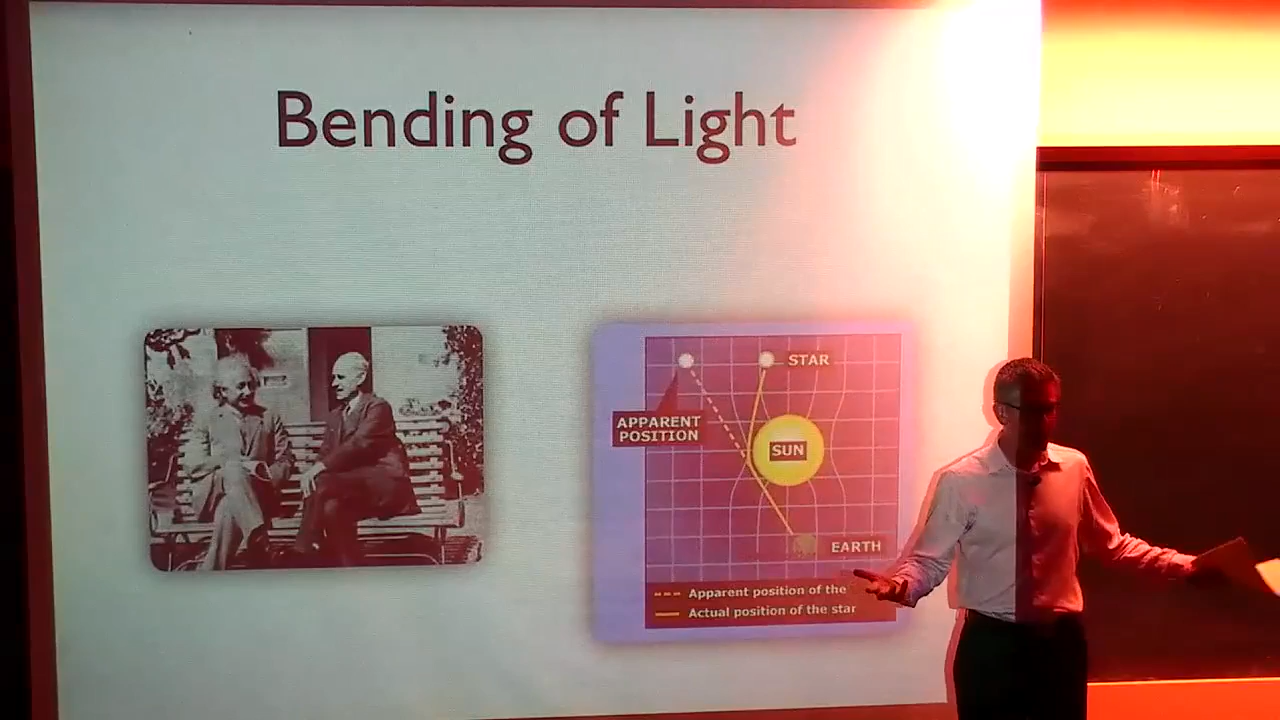 Bending of Light
STAR
APPARENT
POSITION
SUN
EARTH
Apparent position of the
Actual position of the star